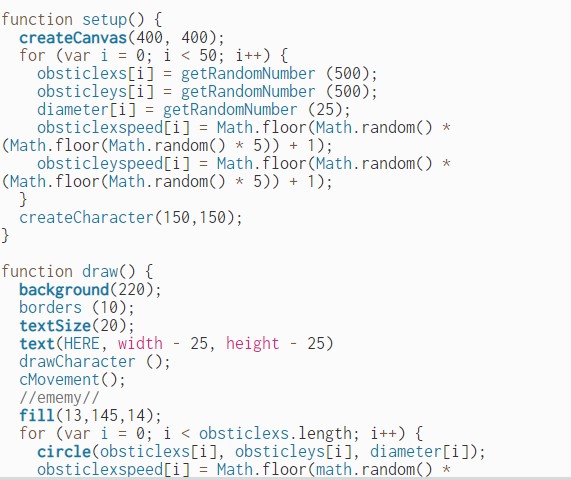 function setup() {
  createCanvas(400, 400);
  for (var i = 0; i < 50; i++) {
    obsticlexs[i] = getRandomNumber (500);
    obsticleys[i] = getRandomNumber (500);
    diameter[i] = getRandomNumber (25);
    obsticlexspeed[i] = Math.floor(Math.random() *
(Math.floor(Math.random() * 5)) + 1);
    obsticleyspeed[i] = Math.floor(Math.random() *
(Math.floor(Math.random() * 5)) + 1);
  }
  createCharacter(150,150);
}

function draw() {
  background(220);
  borders (10);
  textSize(20);
  text(HERE, width - 25, height - 25)
  drawCharacter ();
  cMovement();
  //ememy//
  fill(13,145,14);
  for (var i = 0; i < obsticlexs.length; i++) {
    circle(obsticlexs[i], obsticleys[i], diameter[i]);
    obsticlexspeed[i] = Math.floor(math.random() *